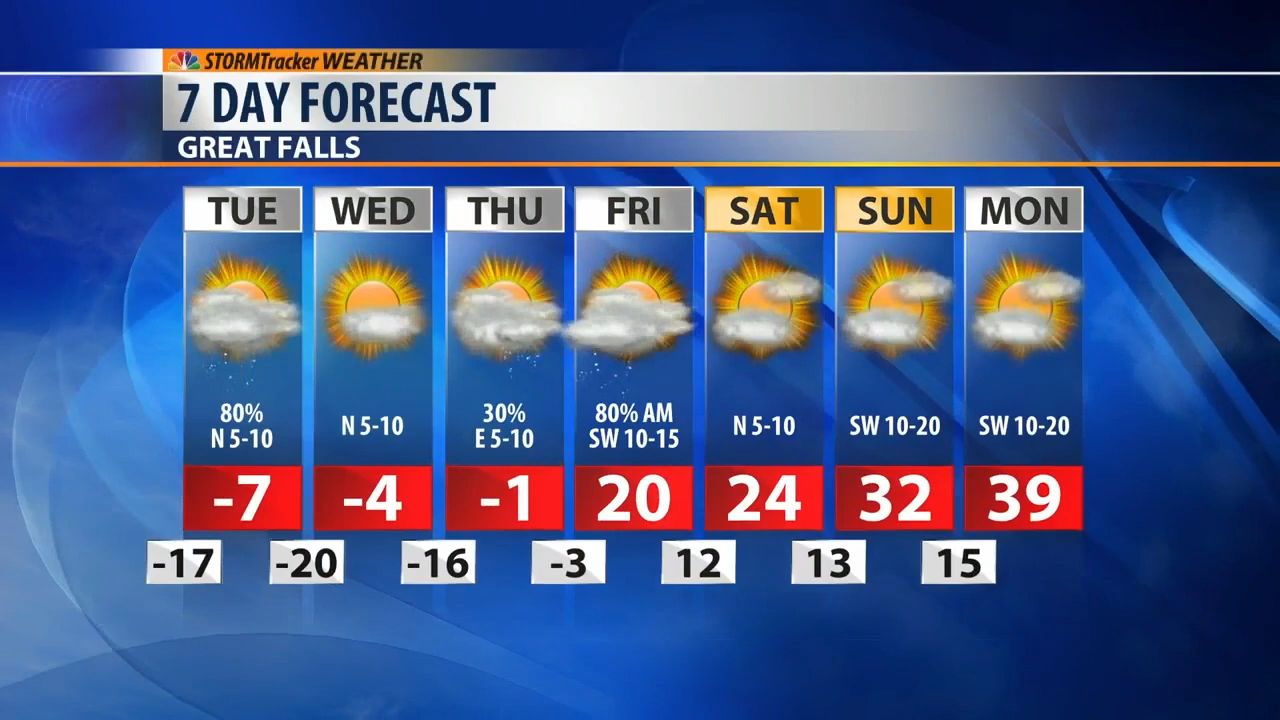 STORMTracker WEATHER
7 DAY FORECAST
GREAT FALLS
TUE WED THU FRI SAT SUN MON
80% N 5-10
N 5-10
30% E 5-10
80% AM SW 10-15
N 5-10
SW 10-20
SW 10-20
-7 -4 -1 20 24 32 39
-17 -20 -16 -3 12 13 15